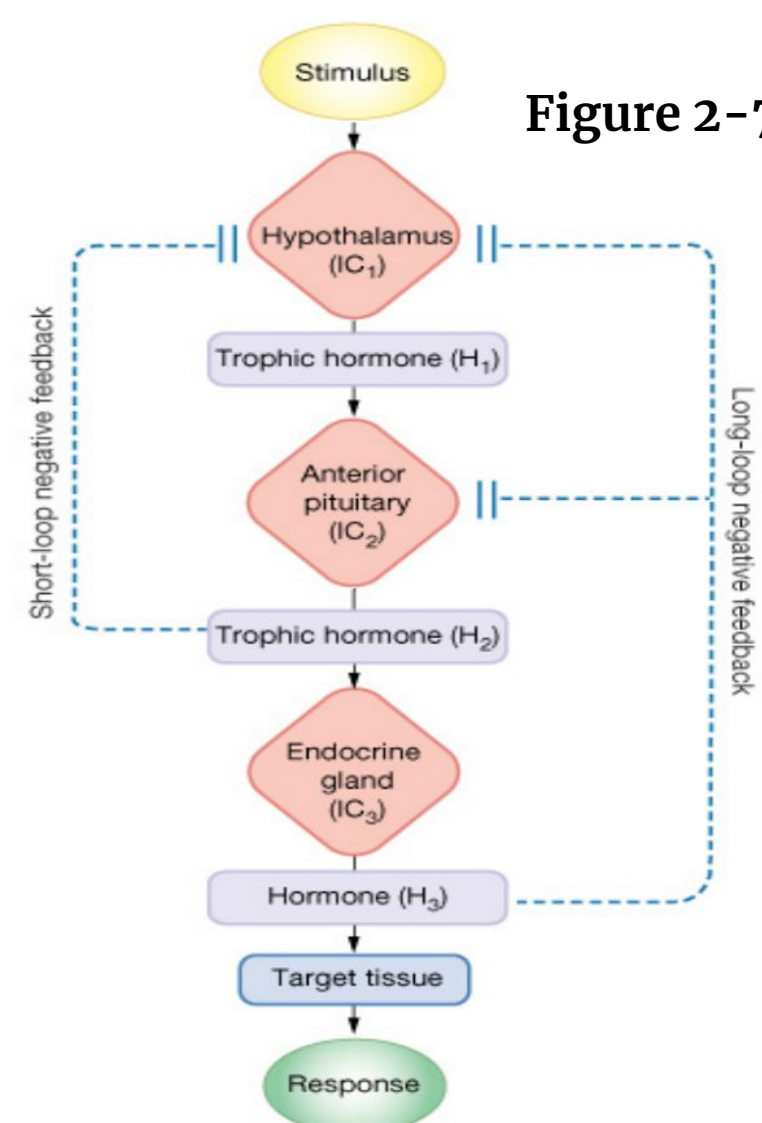 Stimulus
Figure 2-7
Hypothalamus
(IC₁)
Trophic hormone (H₁)
Short-loop negative feedback
Long-loop negative feedback
Anterior
pituitary
(IC₂)
Trophic hormone (H₂)
Endocrine
gland
(IC₃)
Hormone (H₃)
Target tissue
Response